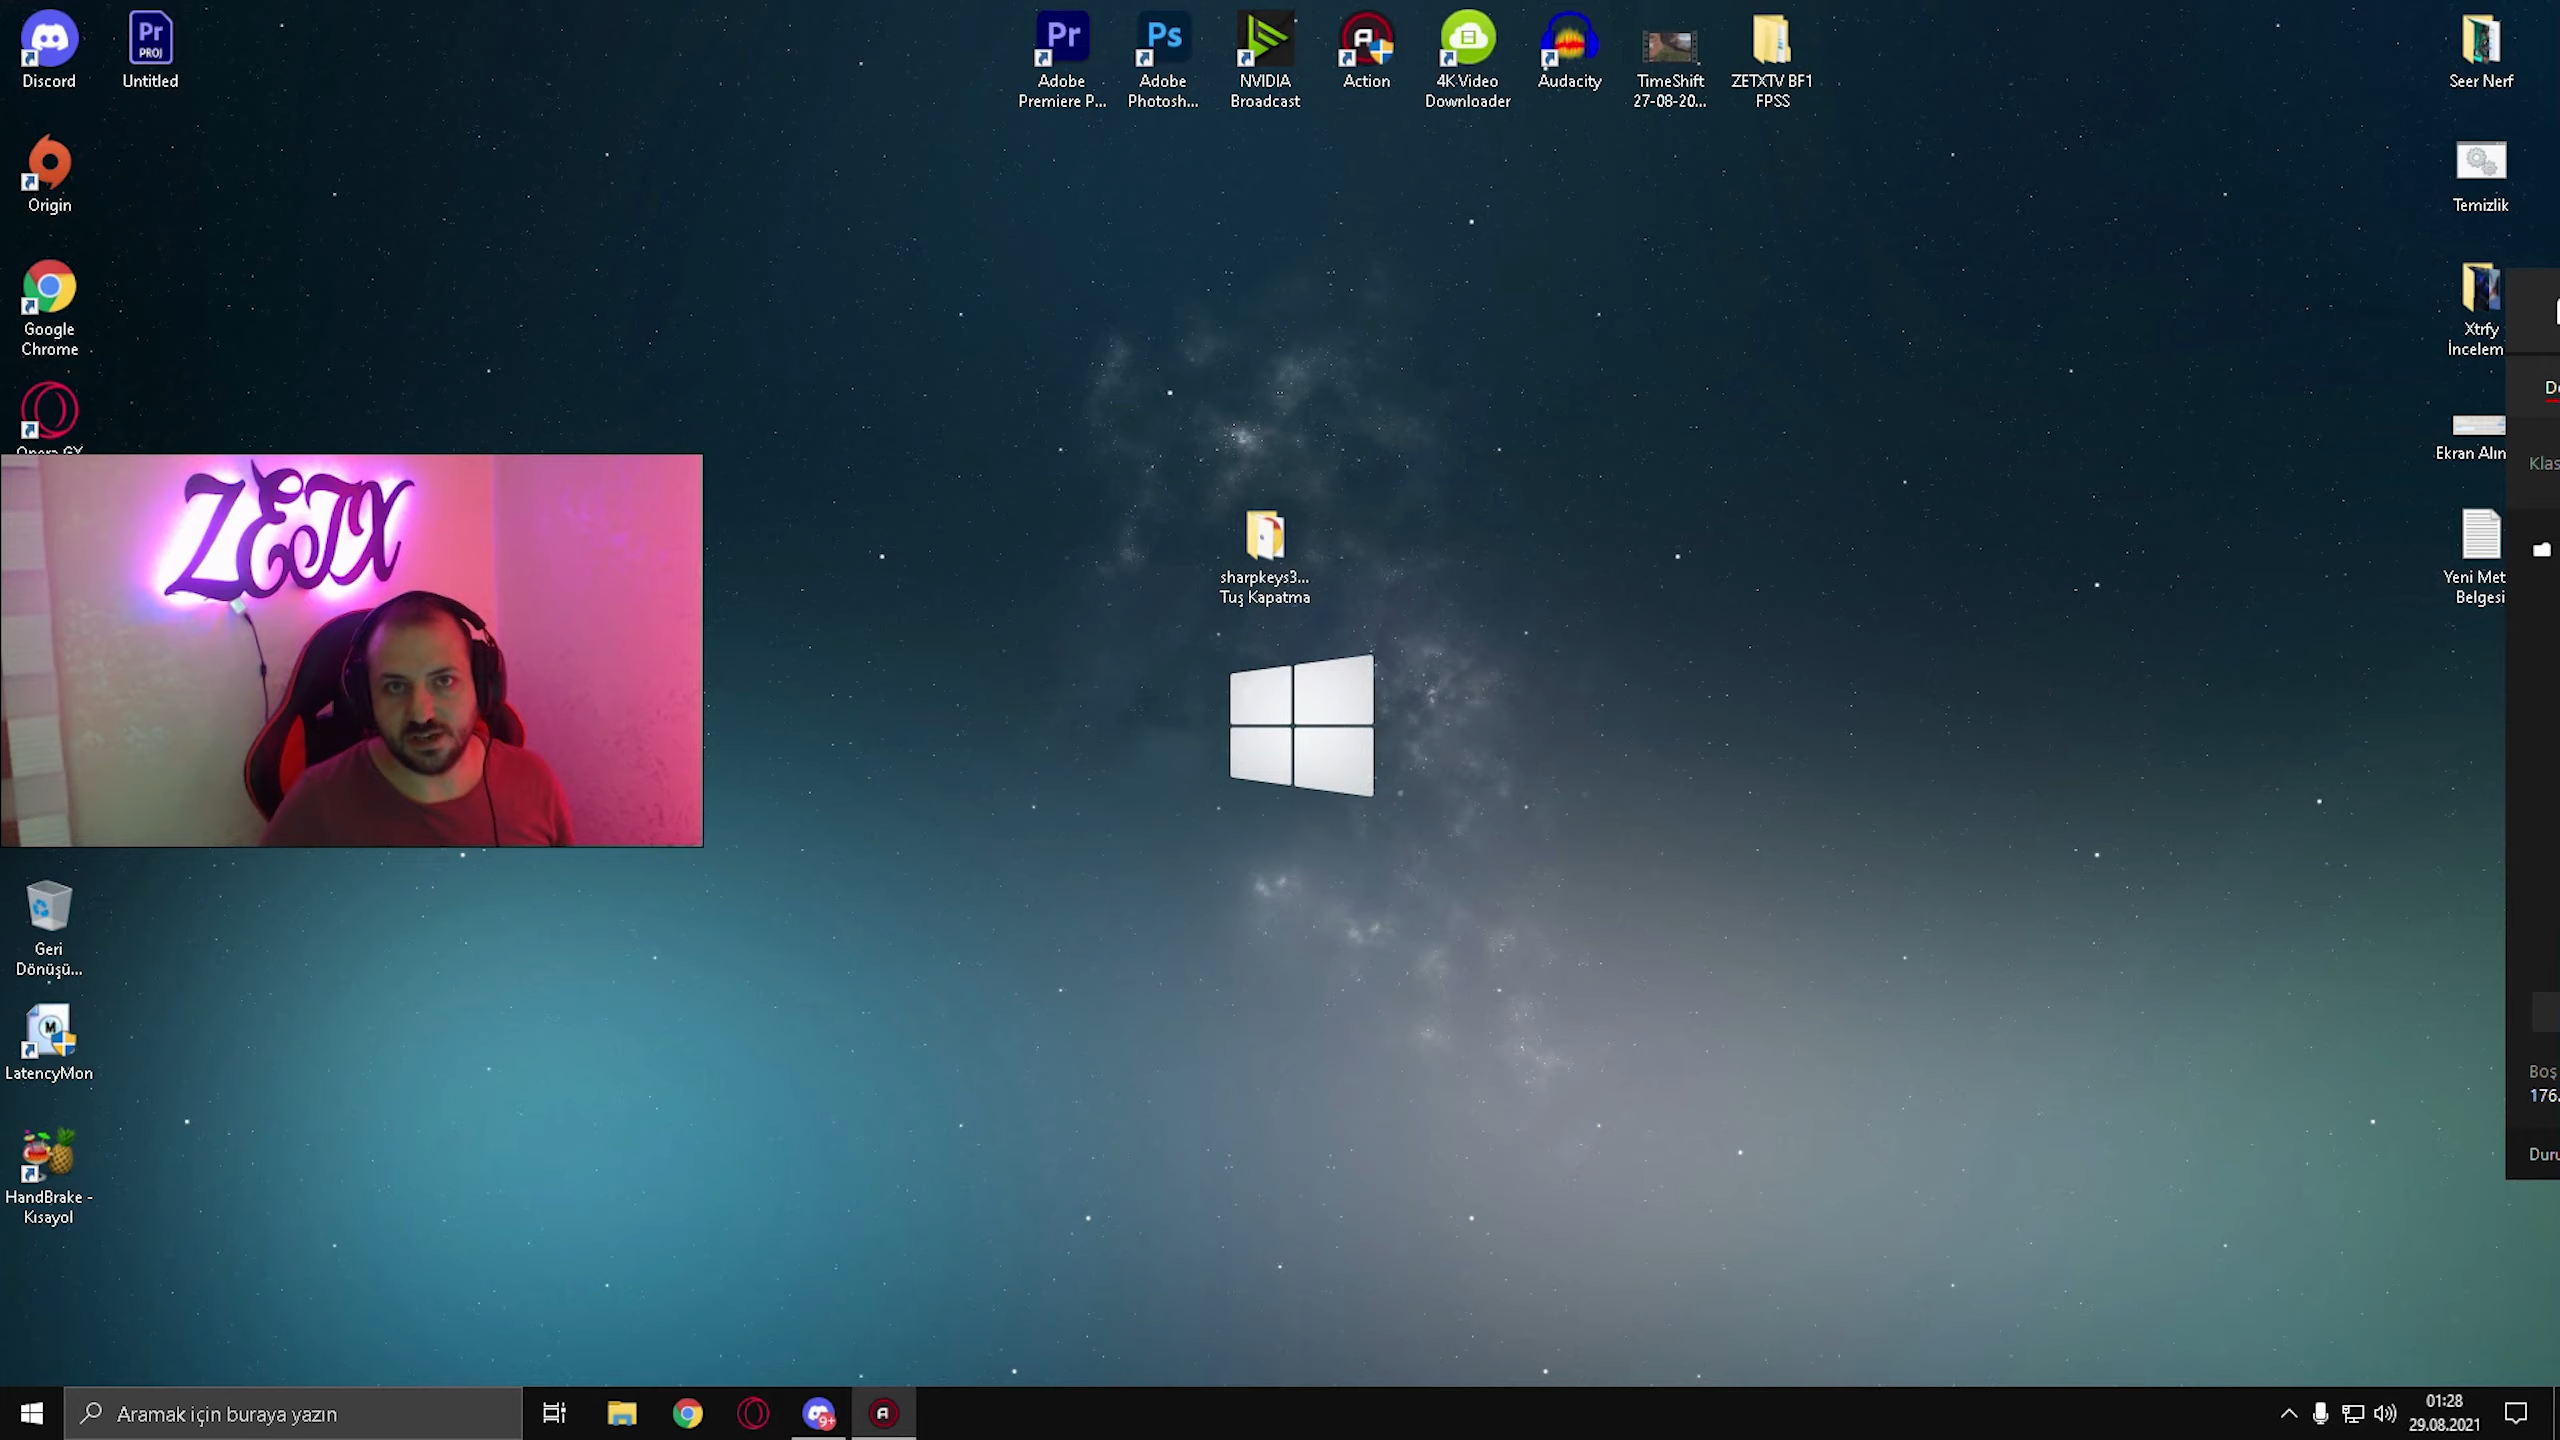 Discord
Untitled
Adobe
Premiere P...
Adobe
Photosh...
NVIDIA
Broadcast
Action
4K Video
Downloader
Audacity
TimeShift
27-08-20...
ZETXTV BF1
FPSS
Seer Nerf
Origin
Temizlik
Google
Chrome
Xtrfy
İncelem
Opera GX
Ekran Alın
Klas
ZETX
sharpkeys3...
Tuş Kapatma
Yeni Met
Belgesi
Geri
Dönüşü...
LatencyMon
Boş
176.
HandBrake -
Kısayol
Duru
Aramak için buraya yazın
9+
01:28
29.08.2021